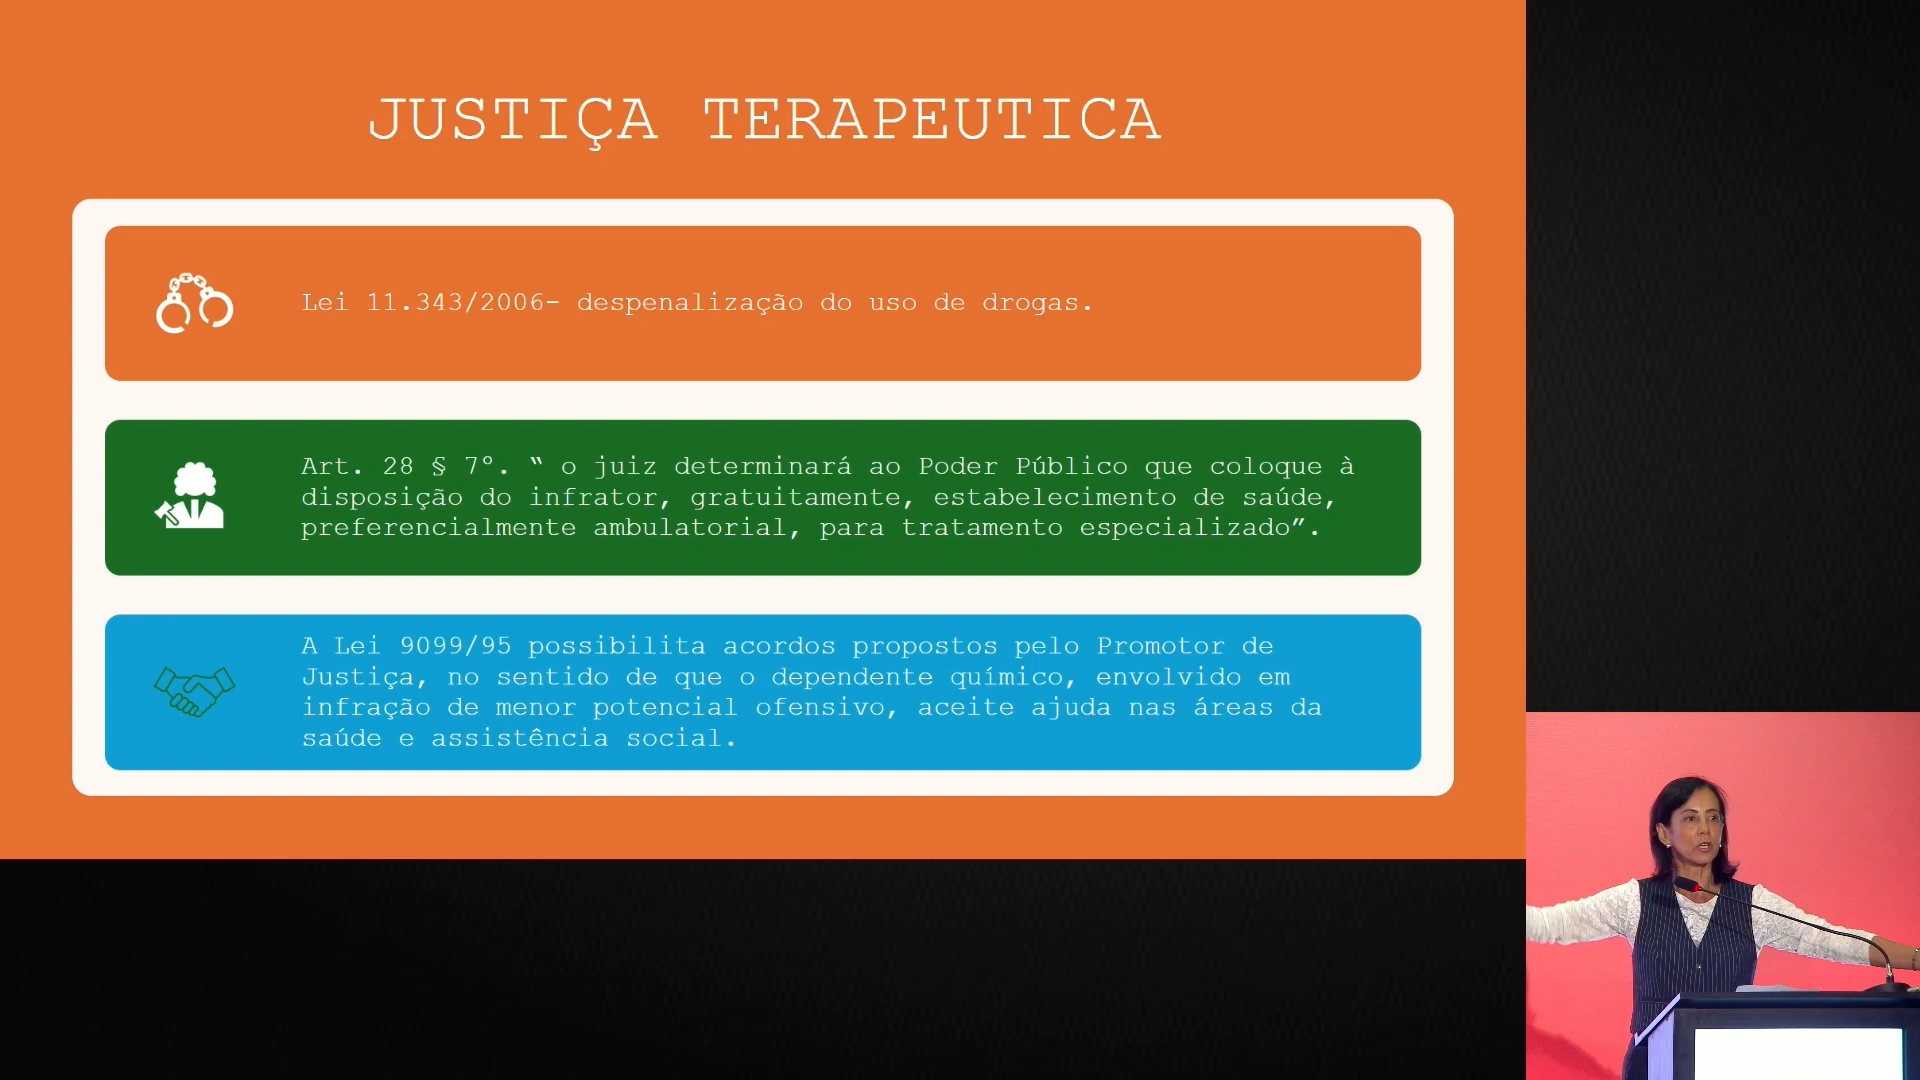 JUSTIÇA TERAPEUTICA
Lei 11.343/2006- despenalização do uso de drogas.
Art. 28 § 7º. “ o juiz determinará ao Poder Público que coloque à
disposição do infrator, gratuitamente, estabelecimento de saúde,
preferencialmente ambulatorial, para tratamento especializado”.
A Lei 9099/95 possibilita acordos propostos pelo Promotor de
Justiça, no sentido de que o dependente químico, envolvido em
infração de menor potencial ofensivo, aceite ajuda nas áreas da
saúde e assistência social.